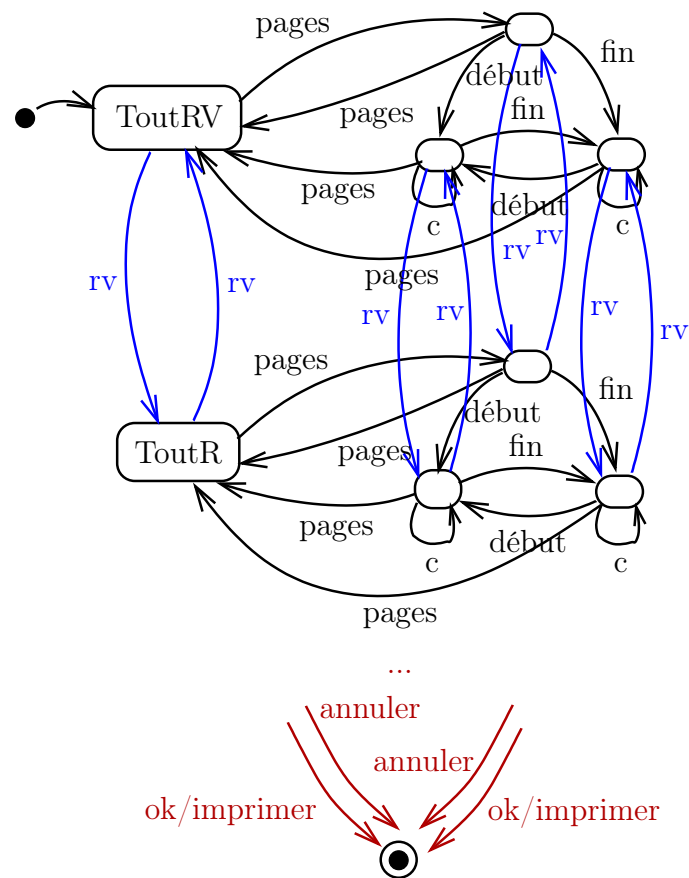 pages
fin
début
ToutRV
pages
fin
pages
début
c
c
pages
rv
rv
rv
rv
rv
rv
rv
rv
pages
fin
début
ToutR
pages
fin
pages
début
c
c
pages
...
annuler
annuler
ok/imprimer
ok/imprimer